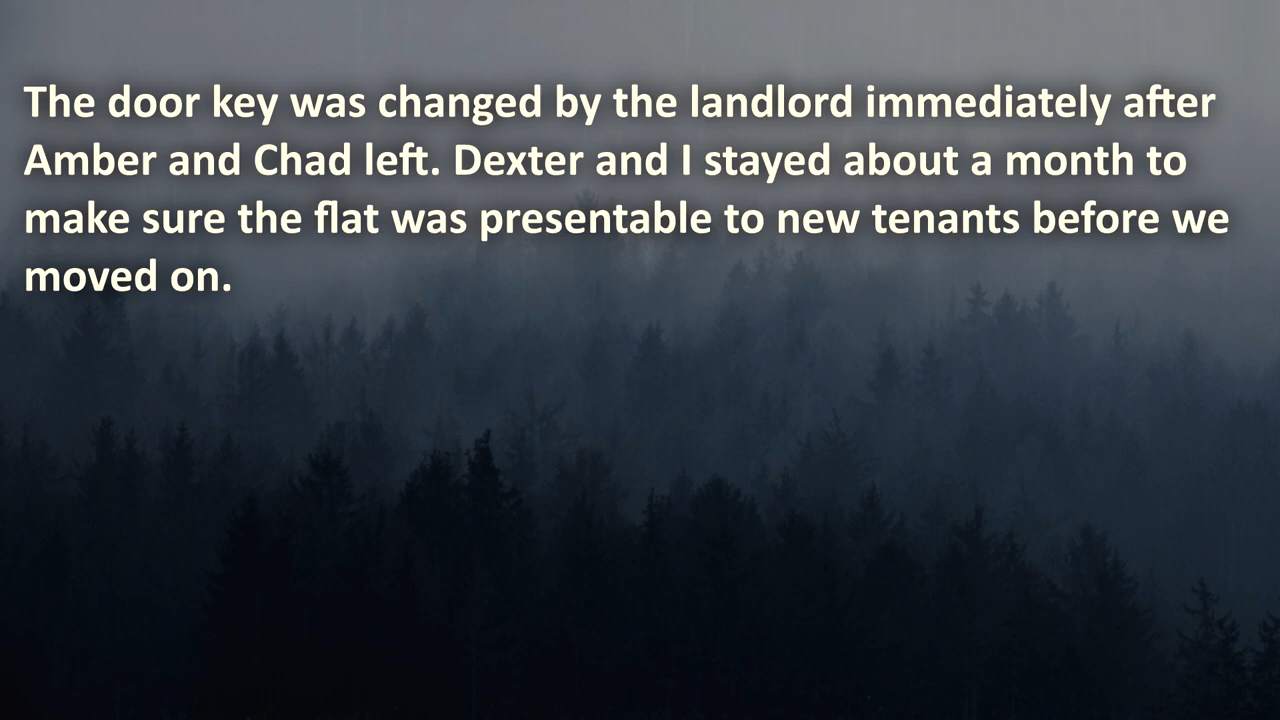 The door key was changed by the landlord immediately after
Amber and Chad left. Dexter and I stayed about a month to
make sure the flat was presentable to new tenants before we
moved on.